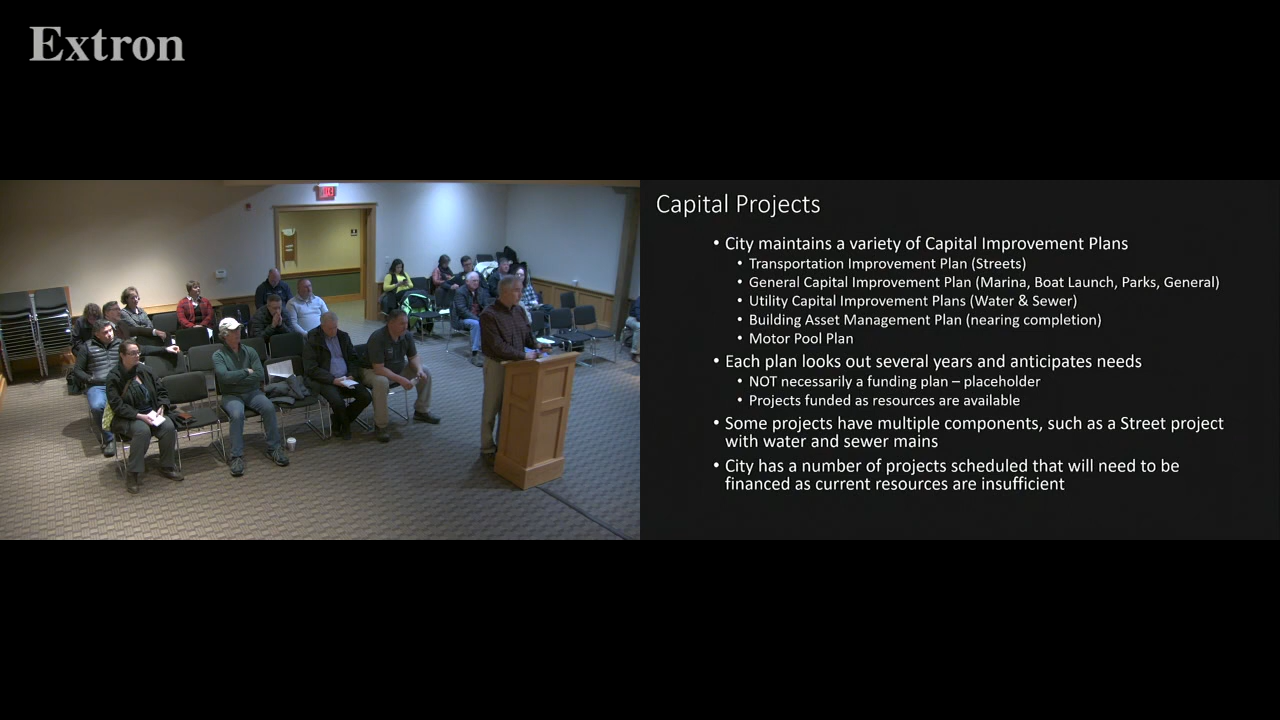 Extron
Capital Projects
• City maintains a variety of Capital Improvement Plans
• Transportation Improvement Plan (Streets)
• General Capital Improvement Plan (Marina, Boat Launch, Parks, General)
• Utility Capital Improvement Plans (Water & Sewer)
• Building Asset Management Plan (nearing completion)
• Motor Pool Plan
• Each plan looks out several years and anticipates needs
• NOT necessarily a funding plan – placeholder
• Projects funded as resources are available
• Some projects have multiple components, such as a Street project
with water and sewer mains
• City has a number of projects scheduled that will need to be
financed as current resources are insufficient